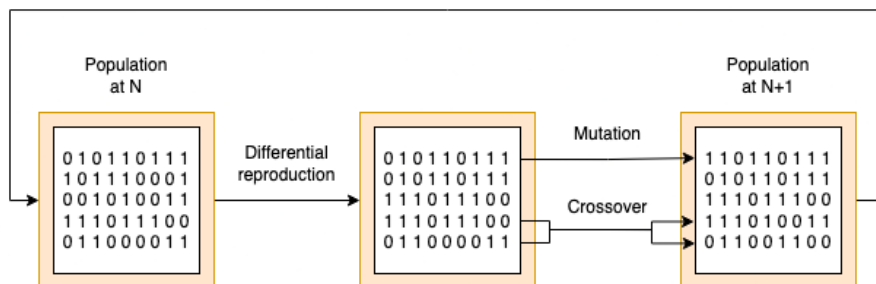 Population
at N
Population
at N+1
0 1 0 1 1 0 1 1 1
1 0 1 1 1 0 0 0 1
0 0 1 0 1 0 0 1 1
1 1 1 0 1 1 1 0 0
0 1 1 0 0 0 0 1 1
Differential
reproduction
0 1 0 1 1 0 1 1 1
0 1 0 1 1 0 1 1 1
1 1 1 0 1 1 1 0 0
1 1 1 0 1 1 1 0 0
0 1 1 0 0 0 0 1 1
Mutation
Crossover
1 1 0 1 1 0 1 1 1
0 1 0 1 1 0 1 1 1
1 1 1 0 1 1 1 0 0
1 1 1 0 1 0 0 1 1
0 1 1 0 0 1 1 0 0